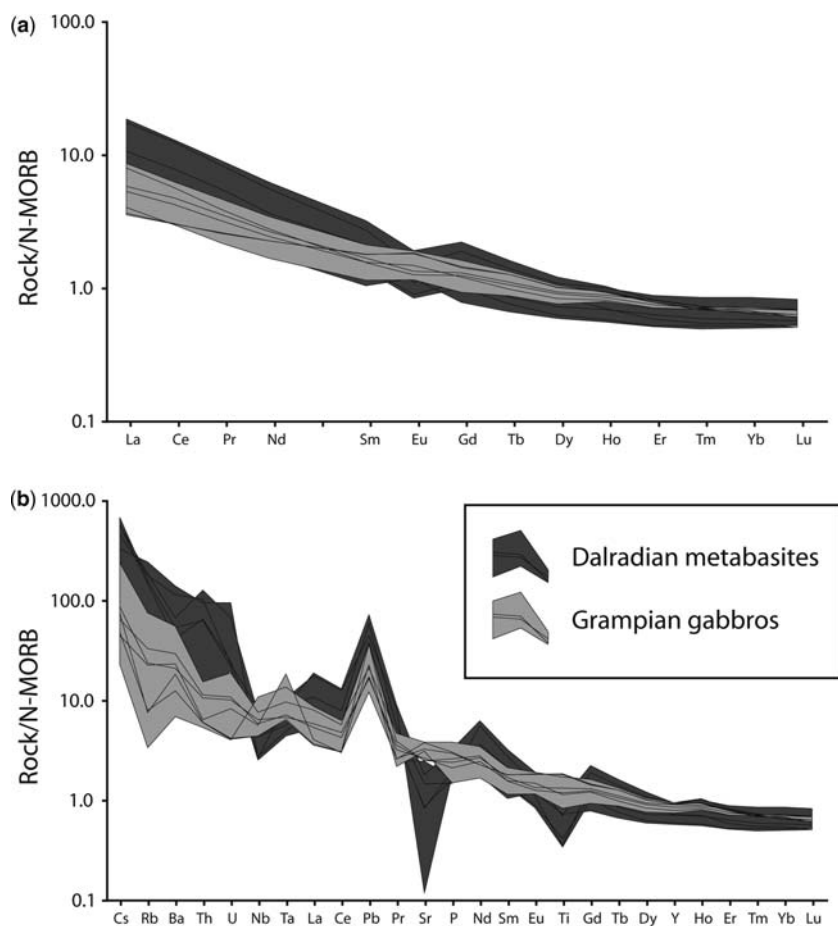 (a)
100.0
10.0
1.0
0.1
Rock/N-MORB
La Ce Pr Nd Sm Eu Gd Tb Dy Ho Er Tm Yb Lu
(b)
1000.0
100.0
10.0
1.0
0.1
Rock/N-MORB
Dalradian metabasites
Grampian gabbros
Cs Rb Ba Th U Nb Ta La Ce Pb Pr Sr P Nd Sm Eu Ti Gd Tb Dy Y Ho Er Tm Yb Lu